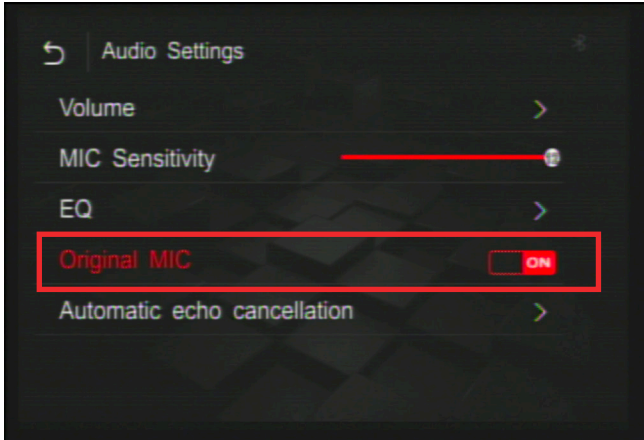 Audio Settings
Volume
MIC Sensitivity
EQ
Original MIC ON
Automatic echo cancellation